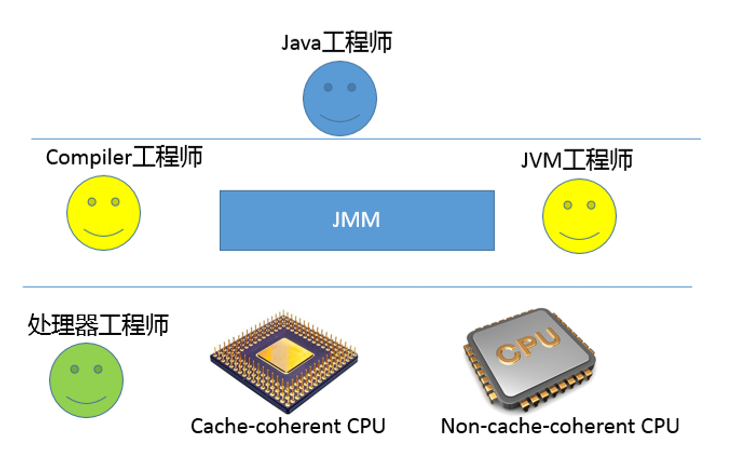 Java工程师
Compiler工程师
JVM工程师
JMM
处理器工程师
CPU
Cache-coherent CPU
Non-cache-coherent CPU